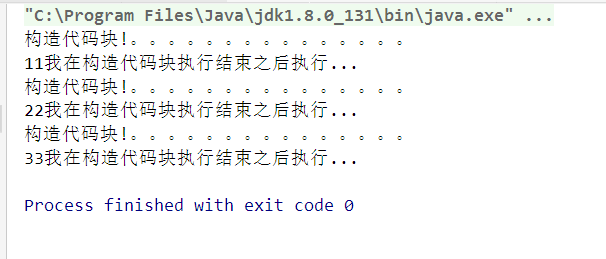 "C:\Program Files\Java\jdk1.8.0_131\bin\java.exe" ...
构造代码块!。。。。。。。。。。。。。。。
11我在构造代码块执行结束之后执行...
构造代码块!。。。。。。。。。。。。。。。
22我在构造代码块执行结束之后执行...
构造代码块!。。。。。。。。。。。。。。。
33我在构造代码块执行结束之后执行...
Process finished with exit code 0